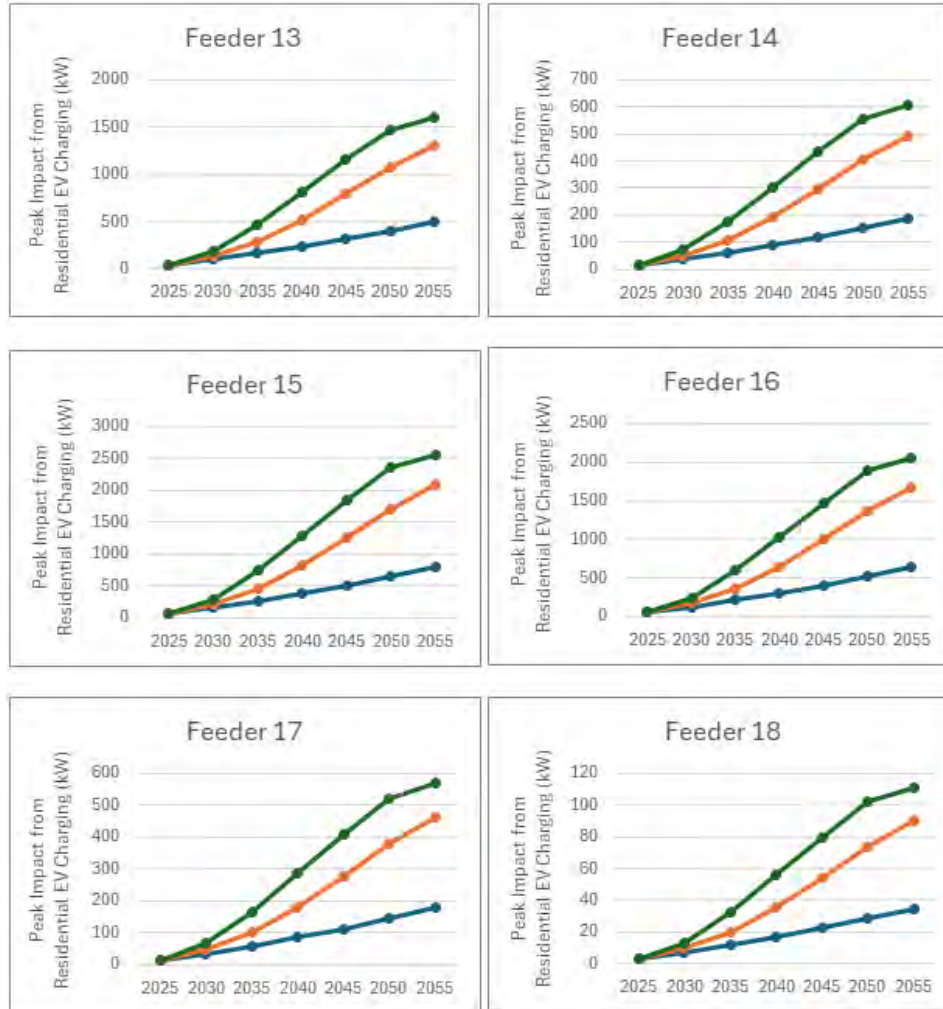 Feeder 13
Peak Impact from
Residential EV Charging (kW)
2000
1500
1000
500
0
2025 2030 2035 2040 2045 2050 2055
Feeder 14
Peak Impact from
Residential EV Charging (kW)
700
600
500
400
300
200
100
0
2025 2030 2035 2040 2045 2050 2055
Feeder 15
Peak Impact from
Residential EV Charging (kW)
3000
2500
2000
1500
1000
500
0
2025 2030 2035 2040 2045 2050 2055
Feeder 16
Peak Impact from
Residential EV Charging (kW)
2500
2000
1500
1000
500
0
2025 2030 2035 2040 2045 2050 2055
Feeder 17
Peak Impact from
Residential EV Charging (kW)
600
500
400
300
200
100
0
2025 2030 2035 2040 2045 2050 2055
Feeder 18
Peak Impact from
Residential EV Charging (kW)
120
100
80
60
40
20
0
2025 2030 2035 2040 2045 2050 2055